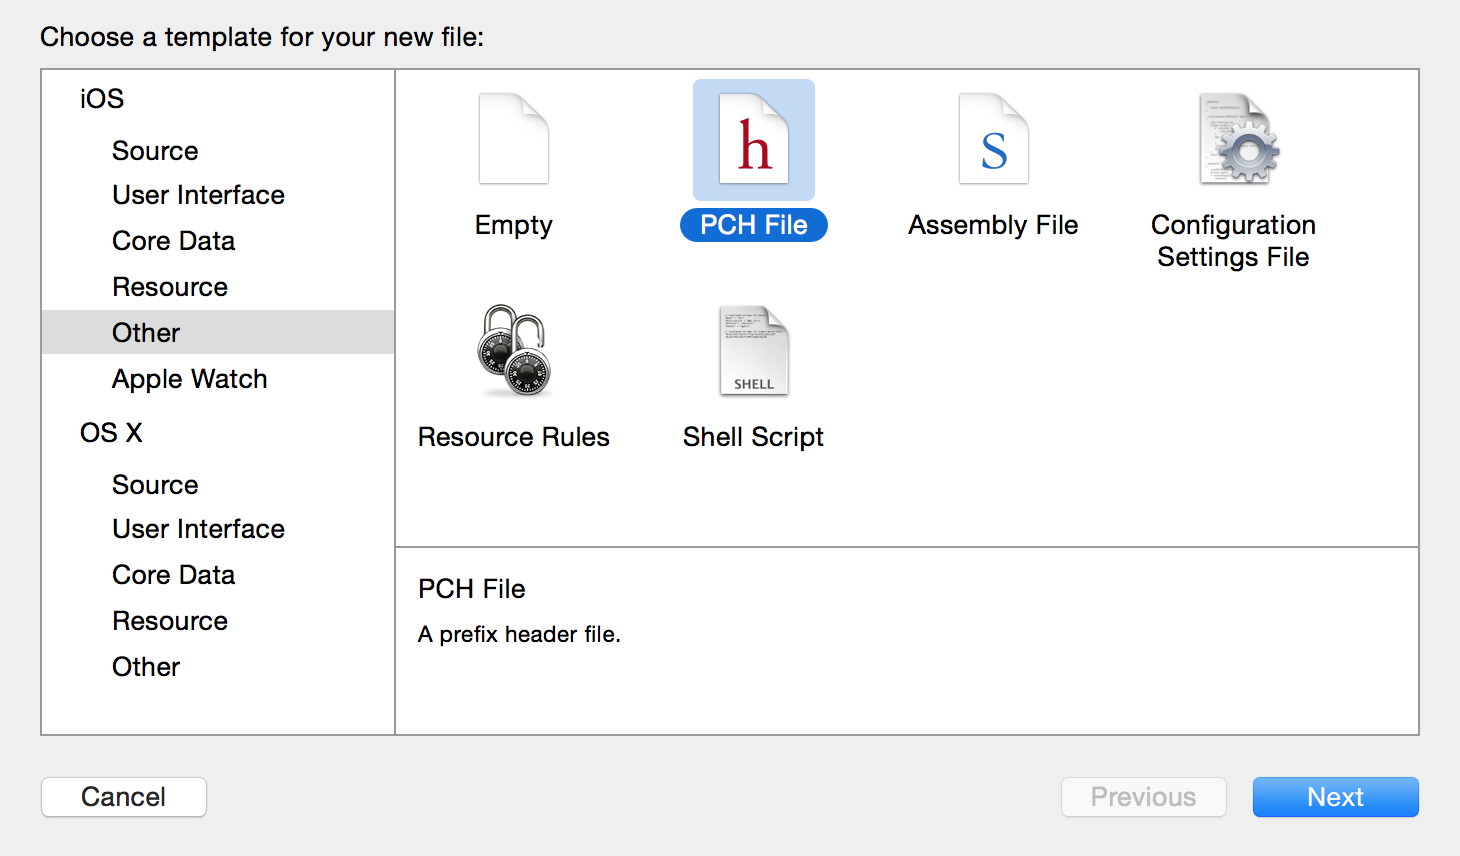 Choose a template for your new file:
iOS
Source
User Interface
Core Data
Resource
Other
Apple Watch
OS X
Source
User Interface
Core Data
Resource
Other
Empty
h
PCH File
S
Assembly File
Configuration
Settings File
Resource Rules
SHELL
Shell Script
PCH File
A prefix header file.
Cancel
Previous
Next